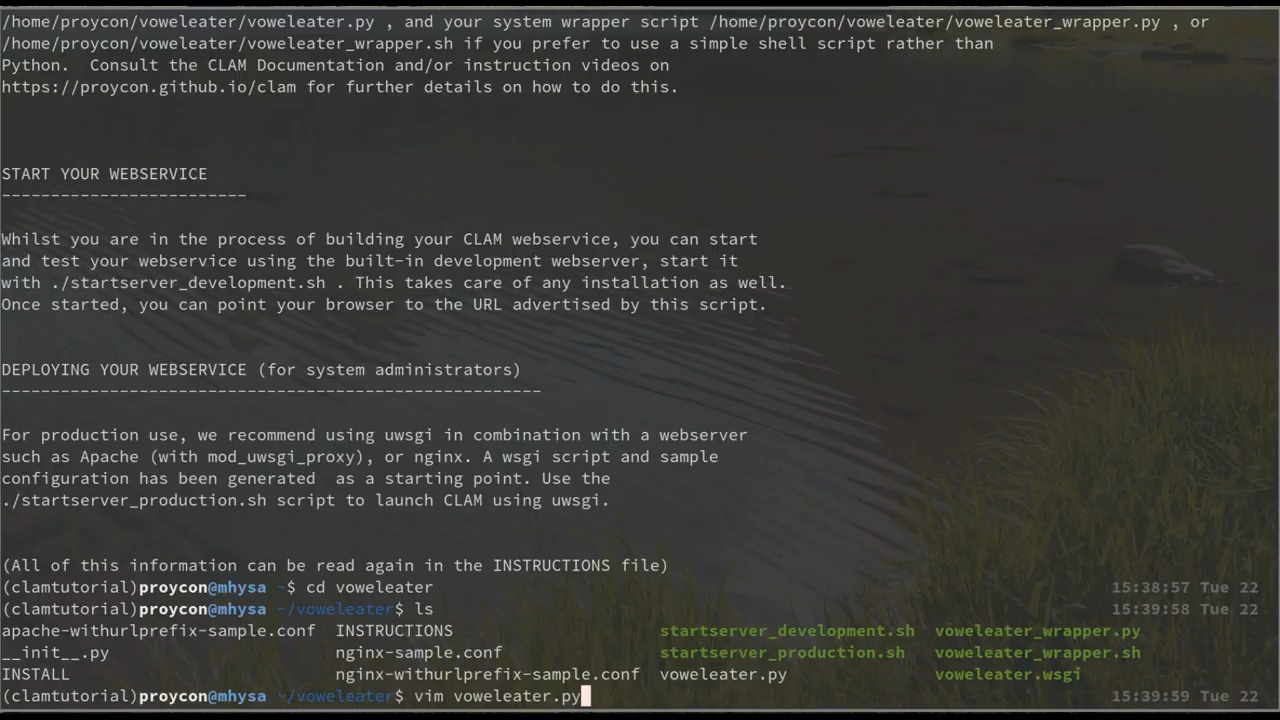 /home/proycon/voweleater/voweleater.py , and your system wrapper script /home/proycon/voweleater/voweleater_wrapper.py , or
/home/proycon/voweleater/voweleater_wrapper.sh if you prefer to use a simple shell script rather than
Python.  Consult the CLAM Documentation and/or instruction videos on
https://proycon.github.io/clam for further details on how to do this.
START YOUR WEBSERVICE
-------------------------
Whilst you are in the process of building your CLAM webservice, you can start
and test your webservice using the built-in development webserver, start it
with ./startserver_development.sh . This takes care of any installation as well.
Once started, you can point your browser to the URL advertised by this script.
DEPLOYING YOUR WEBSERVICE (for system administrators)
-------------------------------------------------------
For production use, we recommend using uwsgi in combination with a webserver
such as Apache (with mod_uwsgi_proxy), or nginx. A wsgi script and sample
configuration has been generated  as a starting point. Use the
./startserver_production.sh script to launch CLAM using uwsgi.
(All of this information can be read again in the INSTRUCTIONS file)
(clamtutorial)proycon@mhysa ~$ cd voweleater 15:38:57 Tue 22
(clamtutorial)proycon@mhysa ~/voweleater$ ls 15:39:58 Tue 22
apache-withurlprefix-sample.conf  INSTRUCTIONS  startserver_development.sh  voweleater_wrapper.py
__init__.py  nginx-sample.conf  startserver_production.sh  voweleater_wrapper.sh
INSTALL  nginx-withurlprefix-sample.conf  voweleater.py  voweleater.wsgi
(clamtutorial)proycon@mhysa ~/voweleater$ vim voweleater.py 15:39:59 Tue 22